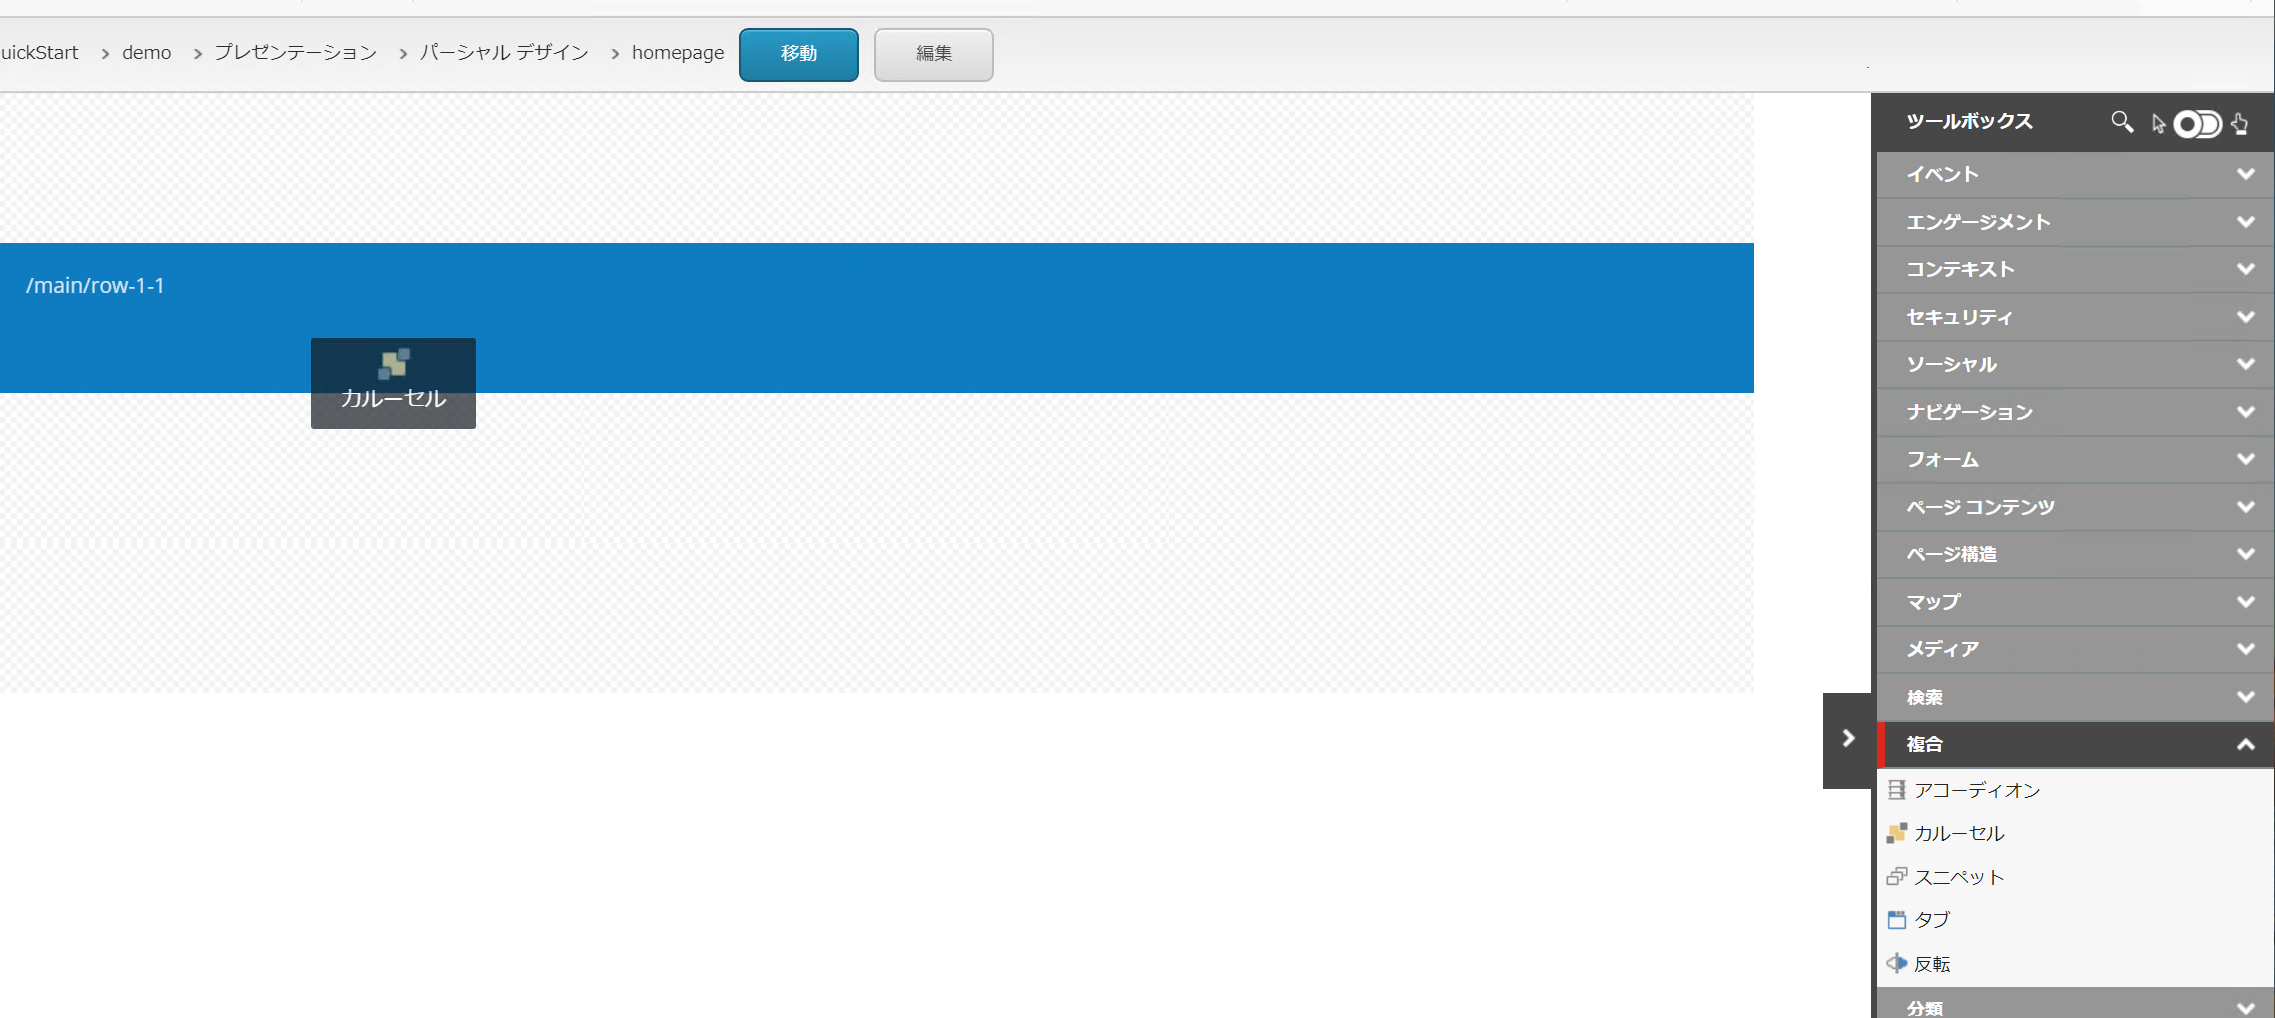 uickStart > demo > プレゼンテーション > パーシャル デザイン > homepage 移動 編集
/main/row-1-1
カルーセル
ツールボックス
イベント
エンゲージメント
コンテキスト
セキュリティ
ソーシャル
ナビゲーション
フォーム
ページ コンテンツ
ページ構造
マップ
メディア
検索
複合
アコーディオン
カルーセル
スニペット
タブ
反転
分類